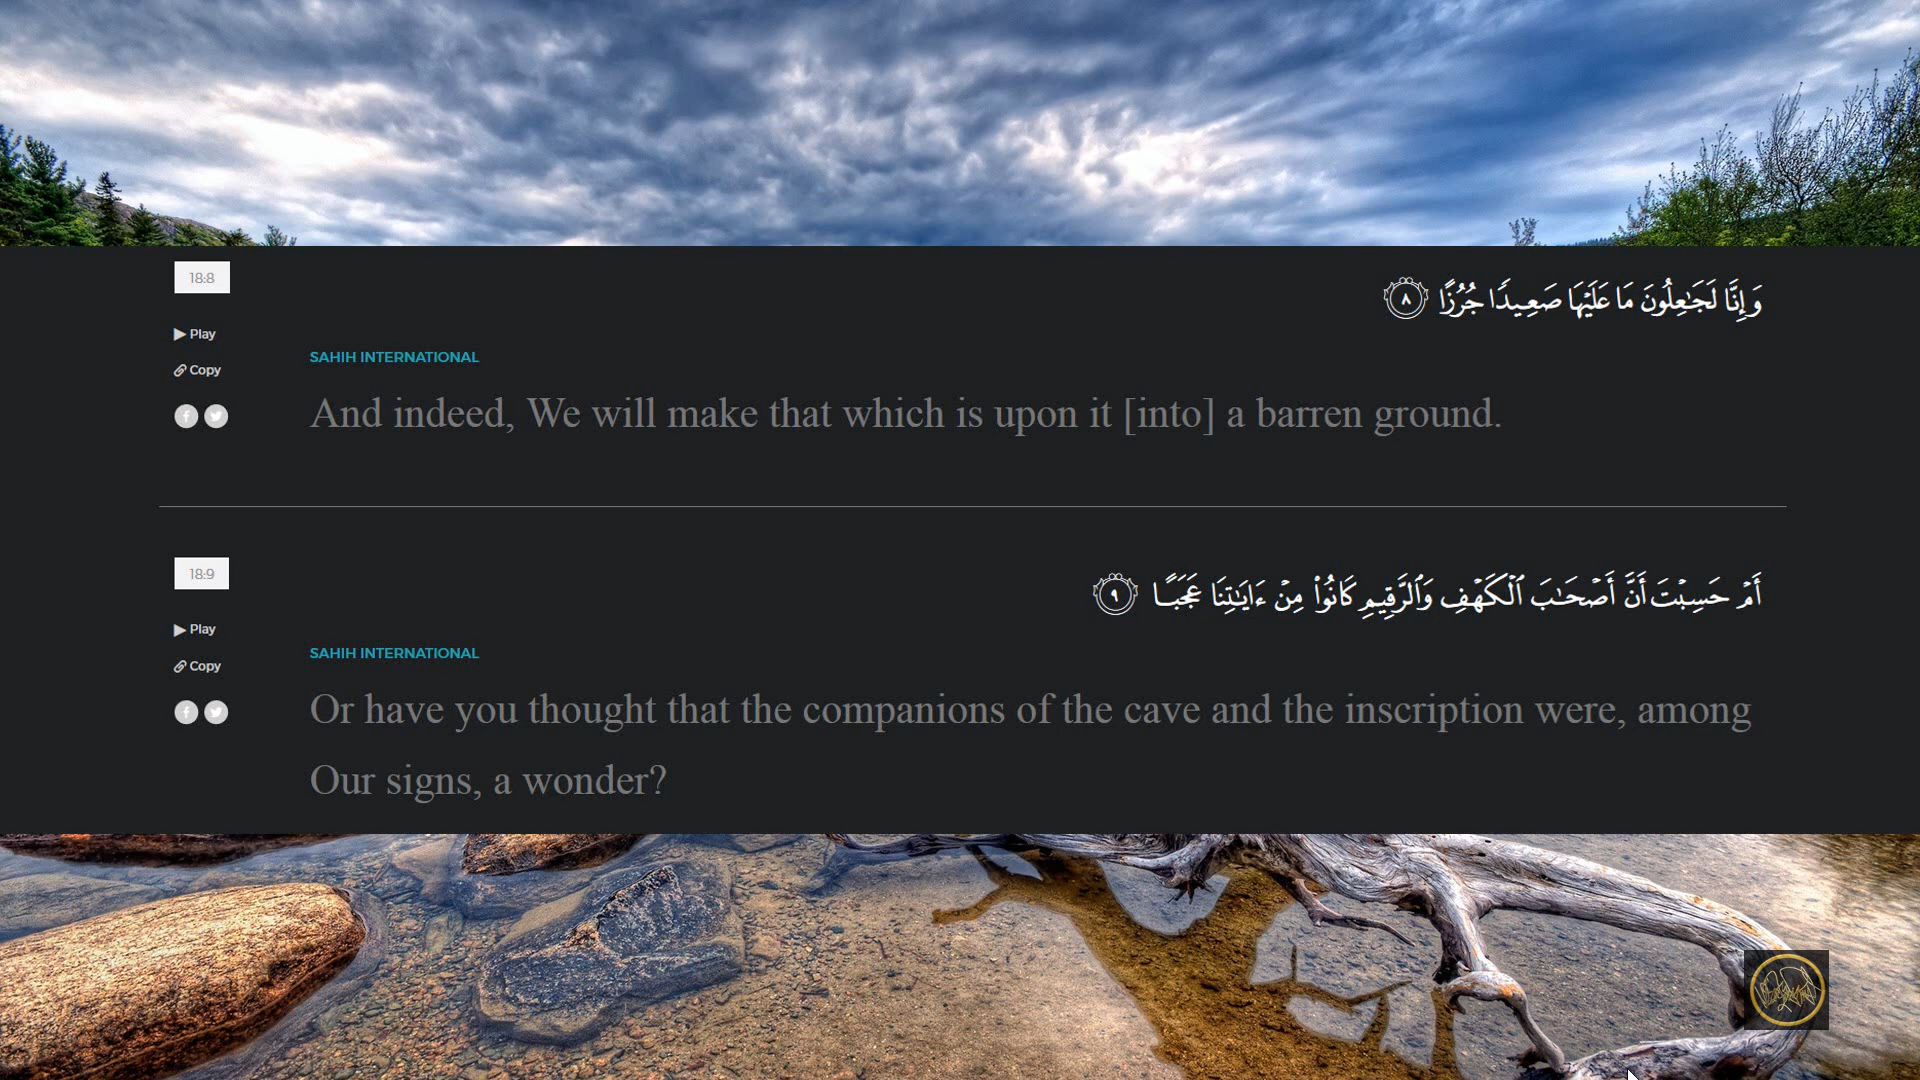 18:8
وَإِنَّا لَجَـٰعِلُونَ مَا عَلَيْهَا صَعِيدًا جُرُزًا ٨
Play
SAHIH INTERNATIONAL
Copy
And indeed, We will make that which is upon it [into] a barren ground.
18:9
أَمْ حَسِبْتَ أَنَّ أَصْحَـٰبَ ٱلْكَهْفِ وَٱلرَّقِيمِ كَانُوا۟ مِنْ ءَايَـٰتِنَا عَجَبًا ٩
Play
SAHIH INTERNATIONAL
Copy
Or have you thought that the companions of the cave and the inscription were, among
Our signs, a wonder?